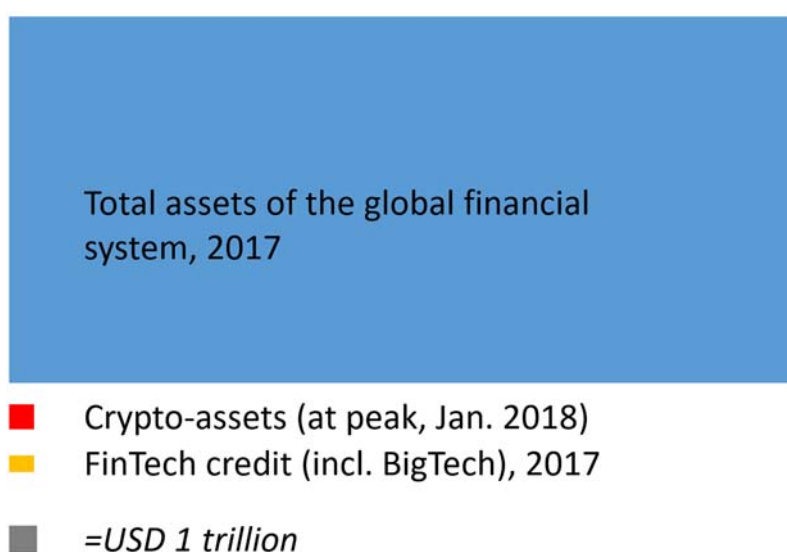 Total assets of the global financial
system, 2017
Crypto-assets (at peak, Jan. 2018)
FinTech credit (incl. BigTech), 2017
=USD 1 trillion